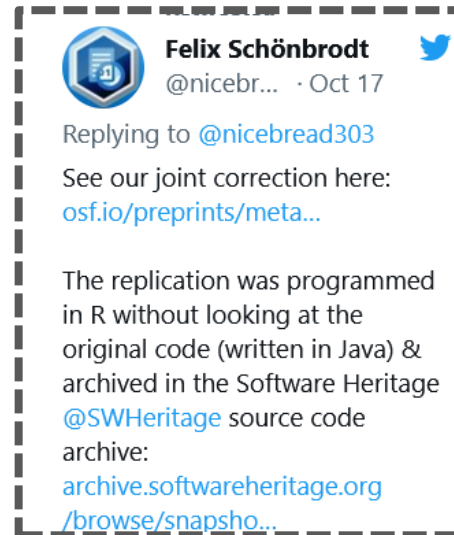 Felix Schönbrodt
@nicebr... · Oct 17
Replying to @nicebread303
See our joint correction here:
osf.io/preprints/meta...
The replication was programmed
in R without looking at the
original code (written in Java) &
archived in the Software Heritage
@SWHeritage source code
archive:
archive.softwareheritage.org
/browse/snapsho...